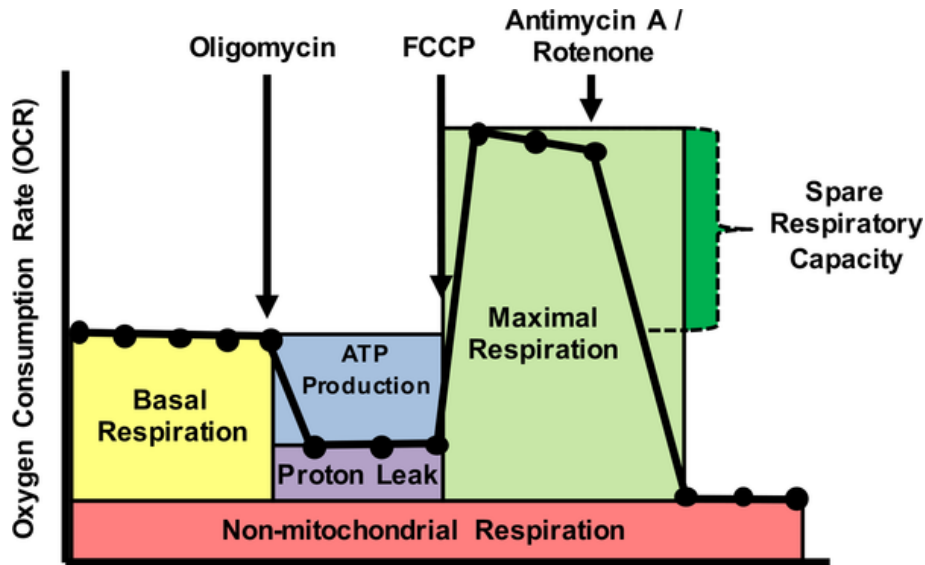 Oligomycin
FCCP
Antimycin A /
Rotenone
Oxygen Consumption Rate (OCR)
Spare
Respiratory
Capacity
Maximal
Respiration
ATP
Production
Basal
Respiration
Proton Leak
Non-mitochondrial Respiration